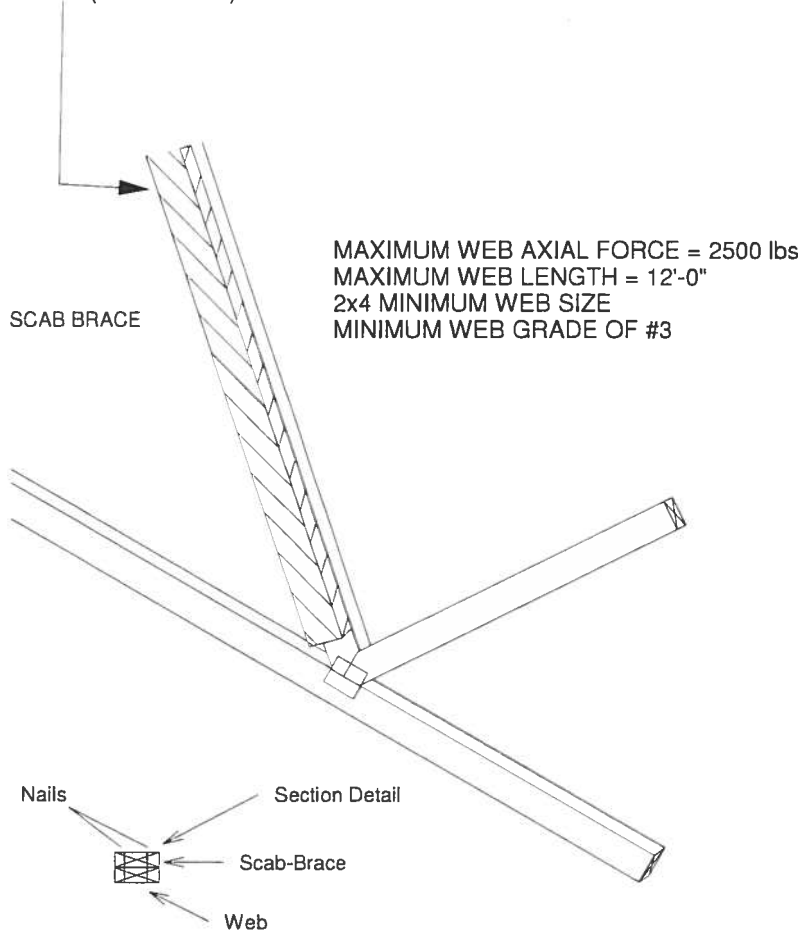 MAXIMUM WEB AXIAL FORCE = 2500 lbs
MAXIMUM WEB LENGTH = 12'-0"
2x4 MINIMUM WEB SIZE
MINIMUM WEB GRADE OF #3
SCAB BRACE
Nails
Section Detail
Scab-Brace
Web